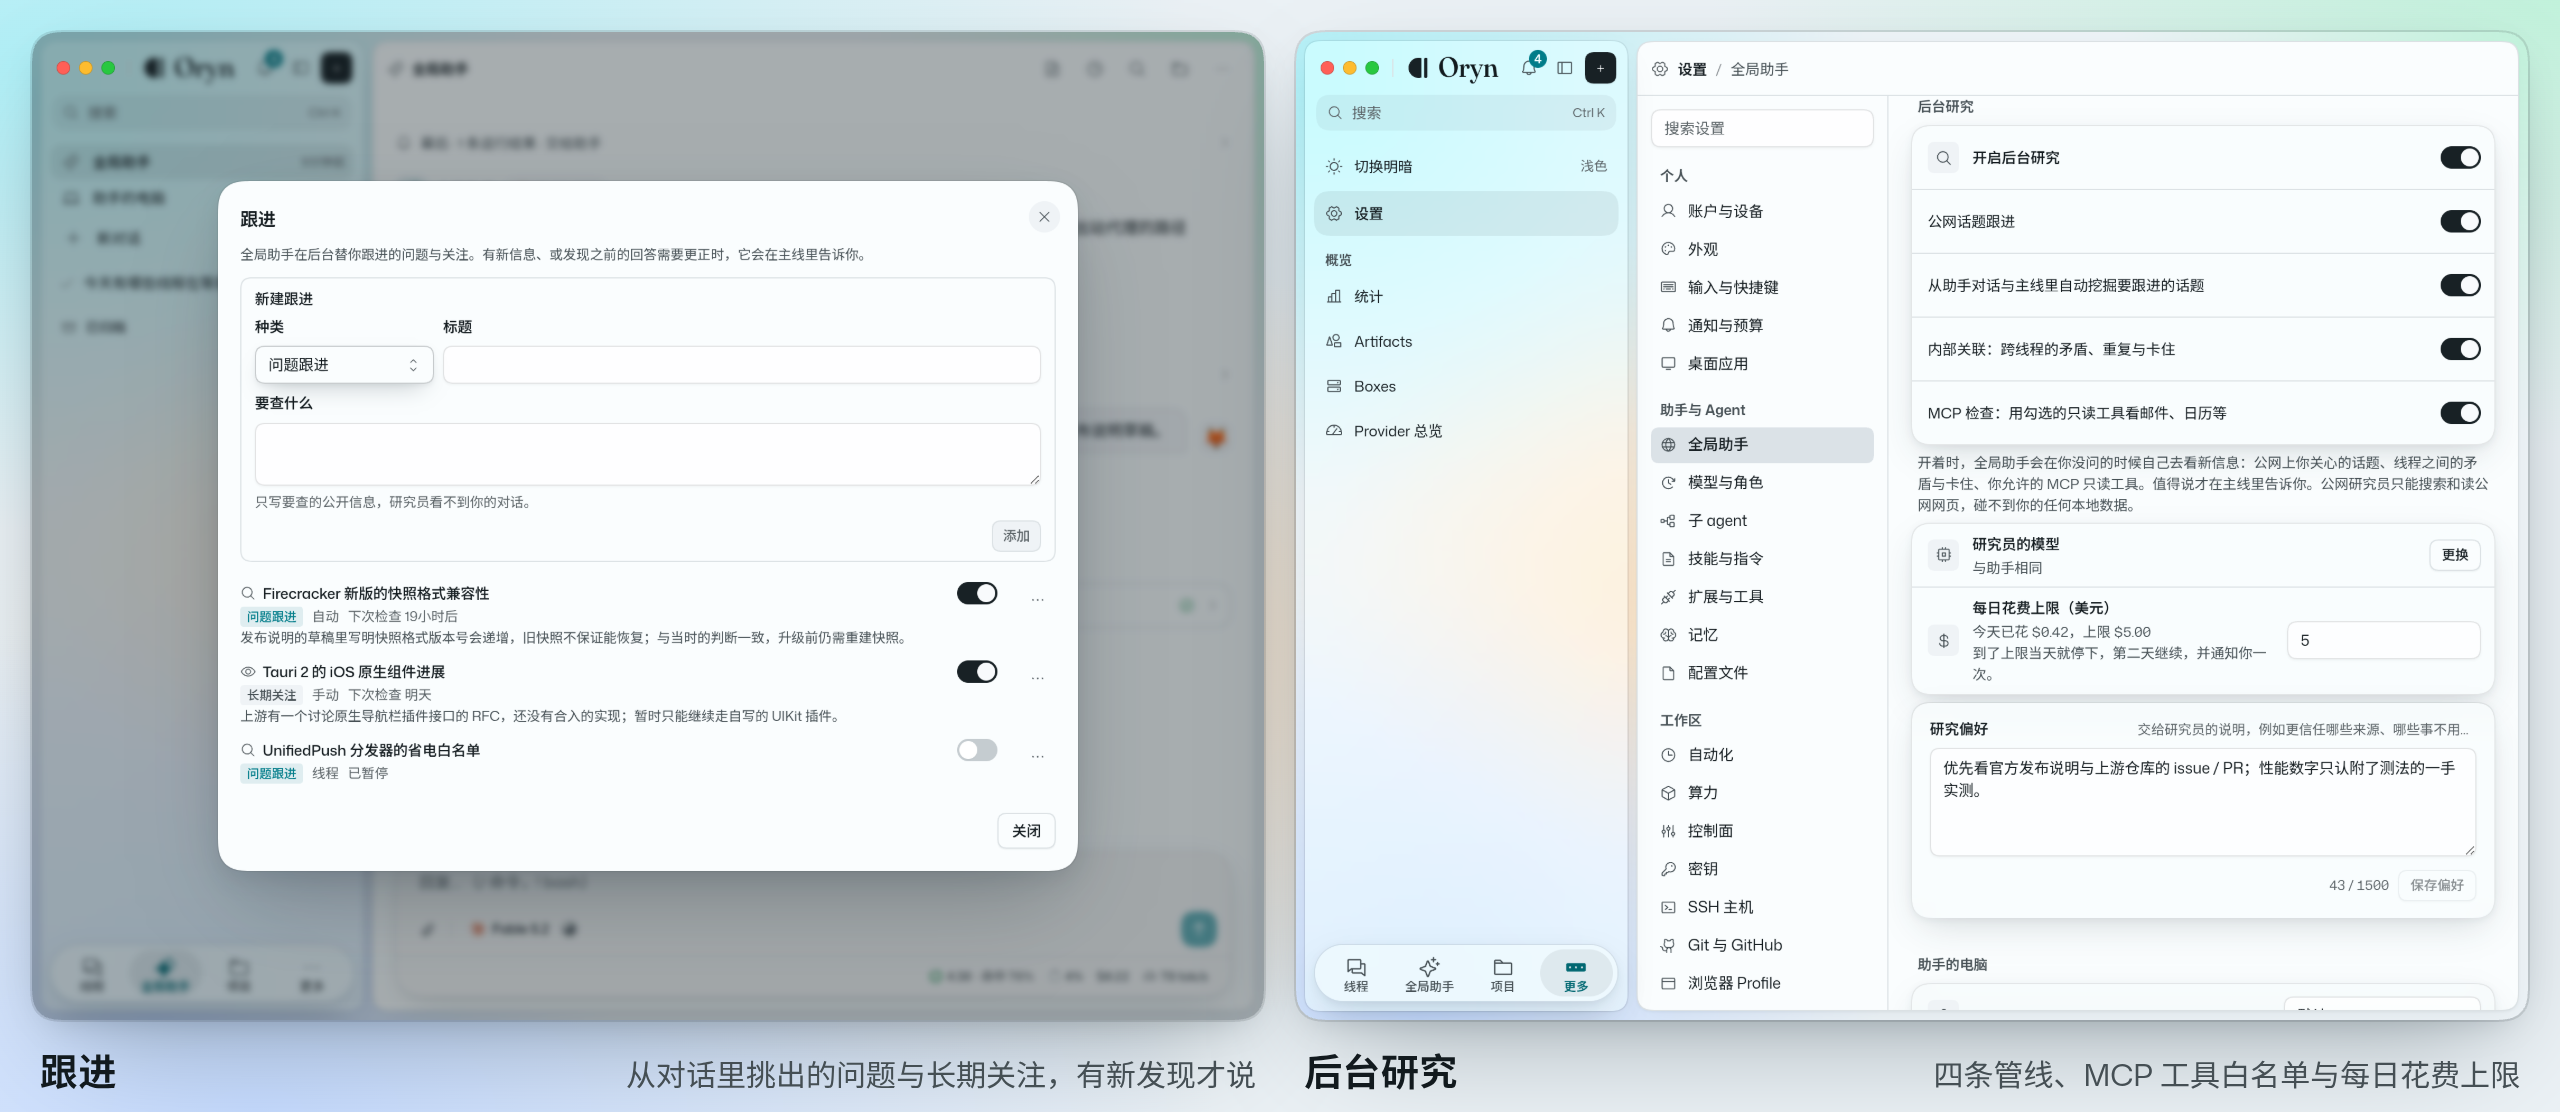 Oryn
全局助手
跟进
全局助手在后台替你跟进的问题与关注。有新信息、或发现之前的回答需要更正时，它会在主线里告诉你。
新建跟进
种类
标题
问题跟进
要查什么
只写要查的公开信息，研究员看不到你的对话。
添加
Firecracker 新版的快照格式兼容性
问题跟进 自动 下次检查 19小时后
发布说明的草稿里写明快照格式版本号会递增，旧快照不保证能恢复；与当时的判断一致，升级前仍需重建快照。
Tauri 2 的 iOS 原生组件进展
长期关注 手动 下次检查 明天
上游有一个讨论原生导航栏插件接口的 RFC，还没有合入的实现；暂时只能继续走自写的 UIKit 插件。
UnifiedPush 分发器的省电白名单
问题跟进 线程 已暂停
关闭
跟进
从对话里挑出的问题与长期关注，有新发现才说
Oryn
4
搜索 Ctrl K
切换明暗 浅色
设置
概览
统计
Artifacts
Boxes
Provider 总览
线程
全局助手
项目
更多
设置 / 全局助手
搜索设置
个人
账户与设备
外观
输入与快捷键
通知与预算
桌面应用
助手与 Agent
全局助手
模型与角色
子 agent
技能与指令
扩展与工具
记忆
配置文件
工作区
自动化
算力
控制面
密钥
SSH 主机
Git 与 GitHub
浏览器 Profile
后台研究
开启后台研究
公网话题跟进
从助手对话与主线里自动挖掘要跟进的话题
内部关联：跨线程的矛盾、重复与卡住
MCP 检查：用勾选的只读工具看邮件、日历等
开着时，全局助手会在你没问的时候自己去看新信息：公网上你关心的话题、线程之间的矛
盾与卡住、你允许的 MCP 只读工具。值得说才在主线里告诉你。公网研究员只能搜索和读公
网网页，碰不到你的任何本地数据。
研究员的模型
与助手相同
更换
每日花费上限（美元）
今天已花 $0.42，上限 $5.00
到了上限当天就停下，第二天继续，并通知你一
次。
5
研究偏好
交给研究员的说明，例如更信任哪些来源、哪些事不用...
优先看官方发布说明与上游仓库的 issue / PR；性能数字只认附了测法的一手
实测。
43 / 1500
保存偏好
助手的电脑
后台研究
四条管线、MCP 工具白名单与每日花费上限